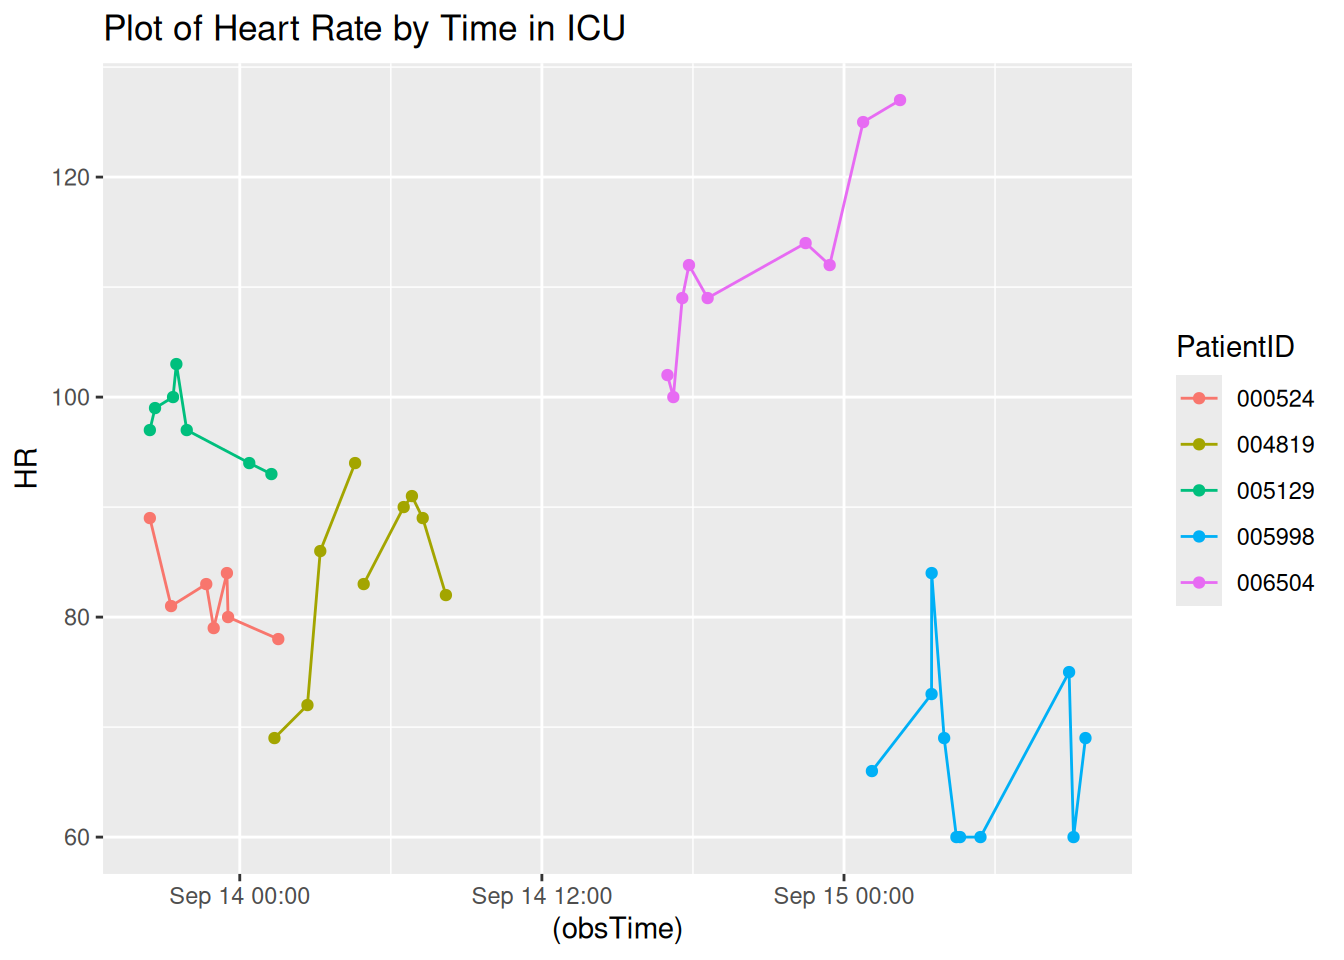 Plot of Heart Rate by Time in ICU
120
100
80
60
HR
Sep 14 00:00
Sep 14 12:00
Sep 15 00:00
(obsTime)
PatientID
000524
004819
005129
005998
006504